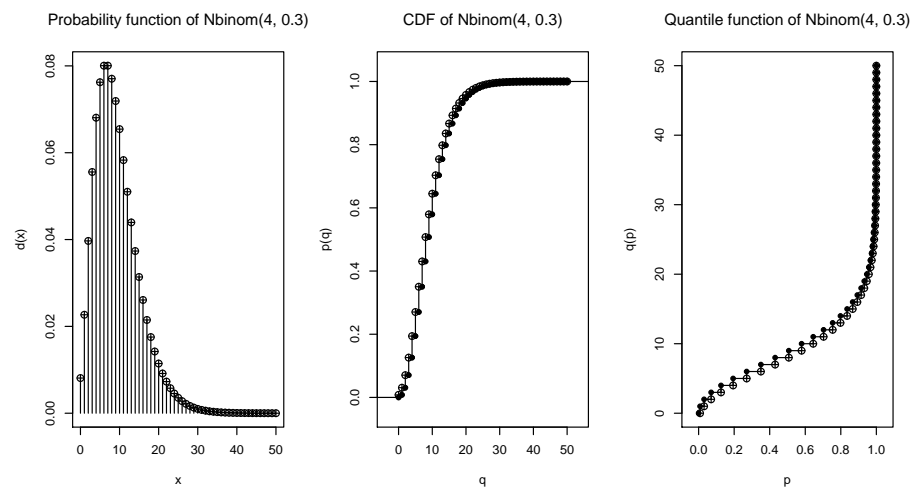 Probability function of Nbinom(4, 0.3)
d(x)
0.00 0.02 0.04 0.06 0.08
0 10 20 30 40 50
x
CDF of Nbinom(4, 0.3)
p(q)
0.0 0.2 0.4 0.6 0.8 1.0
0 10 20 30 40 50
q
Quantile function of Nbinom(4, 0.3)
q(p)
0 10 20 30 40 50
0.0 0.2 0.4 0.6 0.8 1.0
p